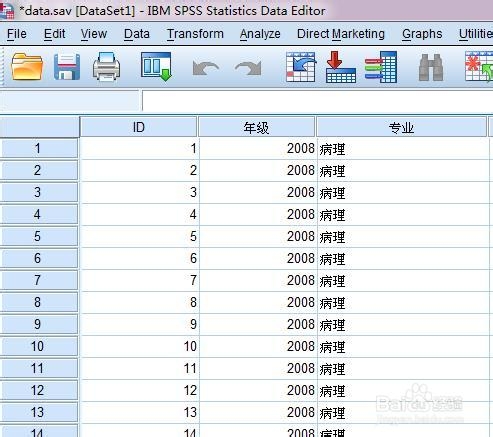 *data.sav [DataSet1] - IBM SPSS Statistics Data Editor
File Edit View Data Transform Analyze Direct Marketing Graphs Utilitie
ID 年级 专业
1 1 2008 病理
2 2 2008 病理
3 3 2008 病理
4 4 2008 病理
5 5 2008 病理
6 6 2008 病理
7 7 2008 病理
8 8 2008 病理
9 9 2008 病理
10 10 2008 病理
11 11 2008 病理
12 12 2008 病理
13 13 2008 病理
14 14 2008 病理
Baidu 经验
jingyan.baidu.com